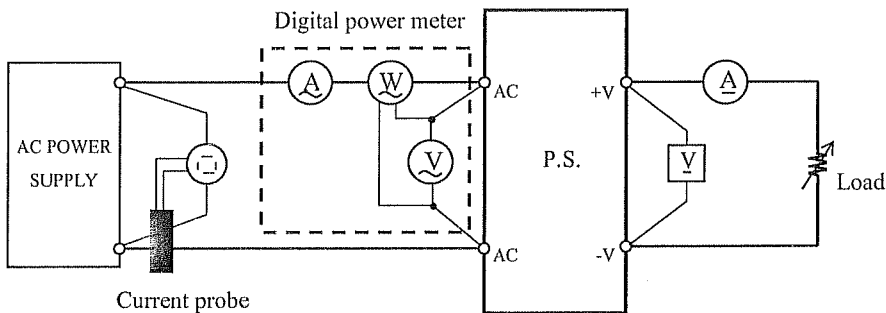 Digital power meter
AC POWER
SUPPLY
A
W
V
AC
AC
P.S.
+V
-V
A
V
Load
Current probe